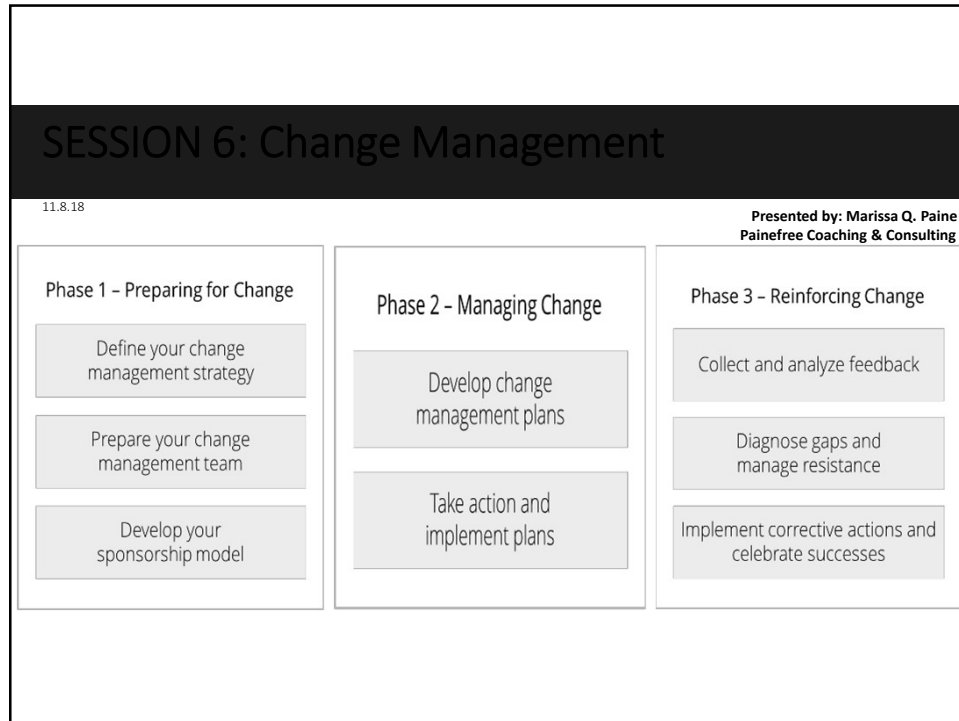 SESSION 6: Change Management
11.8.18
Presented by: Marissa Q. Paine
Painefree Coaching & Consulting
Phase 1 – Preparing for Change
Define your change
management strategy
Prepare your change
management team
Develop your
sponsorship model
Phase 2 – Managing Change
Develop change
management plans
Take action and
implement plans
Phase 3 – Reinforcing Change
Collect and analyze feedback
Diagnose gaps and
manage resistance
Implement corrective actions and
celebrate successes